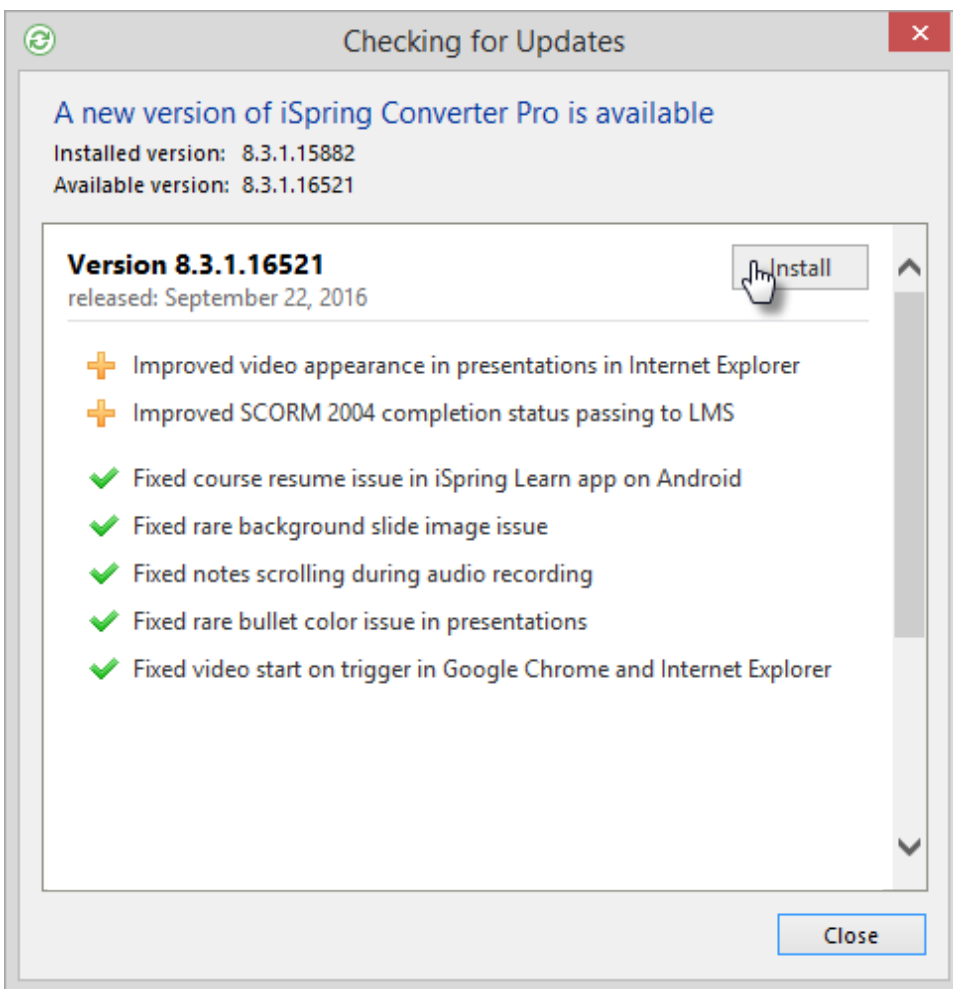 Checking for Updates
A new version of iSpring Converter Pro is available
Installed version: 8.3.1.15882
Available version: 8.3.1.16521
Version 8.3.1.16521
Install
released: September 22, 2016
Improved video appearance in presentations in Internet Explorer
Improved SCORM 2004 completion status passing to LMS
Fixed course resume issue in iSpring Learn app on Android
Fixed rare background slide image issue
Fixed notes scrolling during audio recording
Fixed rare bullet color issue in presentations
Fixed video start on trigger in Google Chrome and Internet Explorer
Close